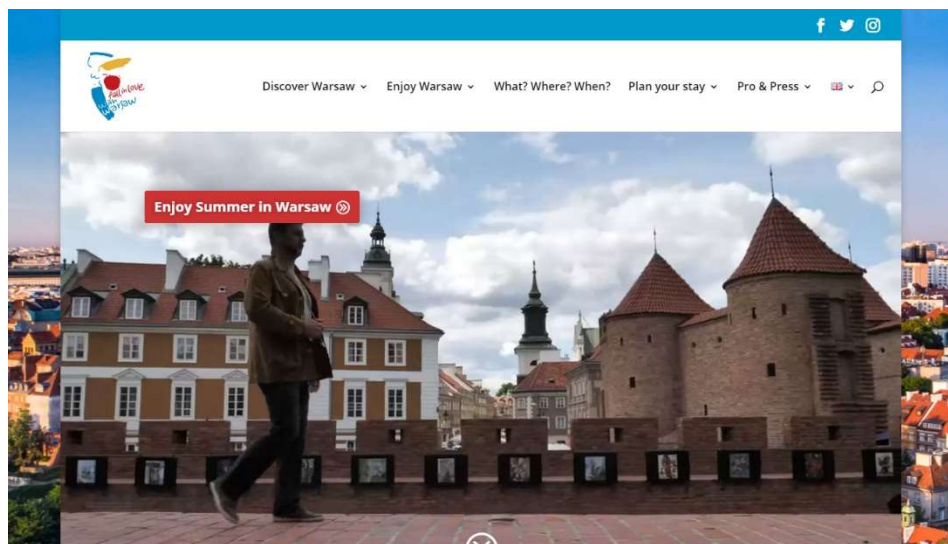 fall in love
with
warsaw
Discover Warsaw
Enjoy Warsaw
What? Where? When?
Plan your stay
Pro & Press
Enjoy Summer in Warsaw